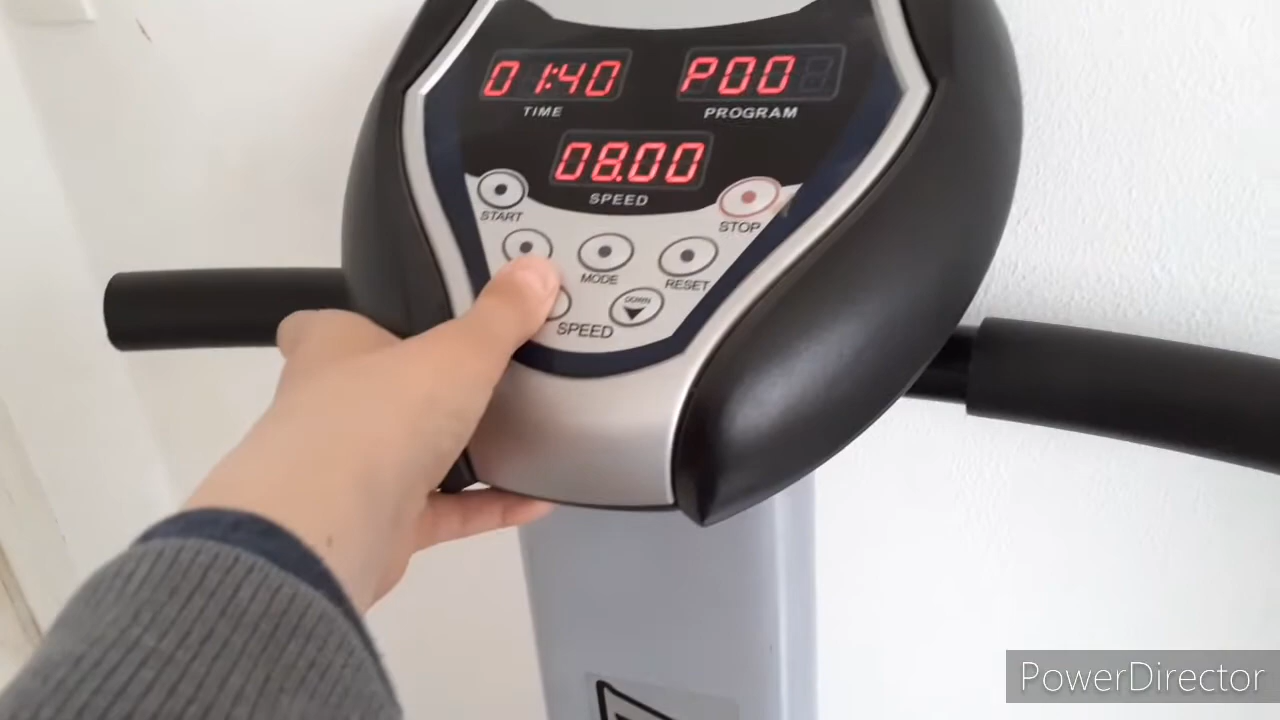 01:40
P00
TIME
PROGRAM
08.00
SPEED
START
STOP
MODE
RESET
DOWN
SPEED
PowerDirector